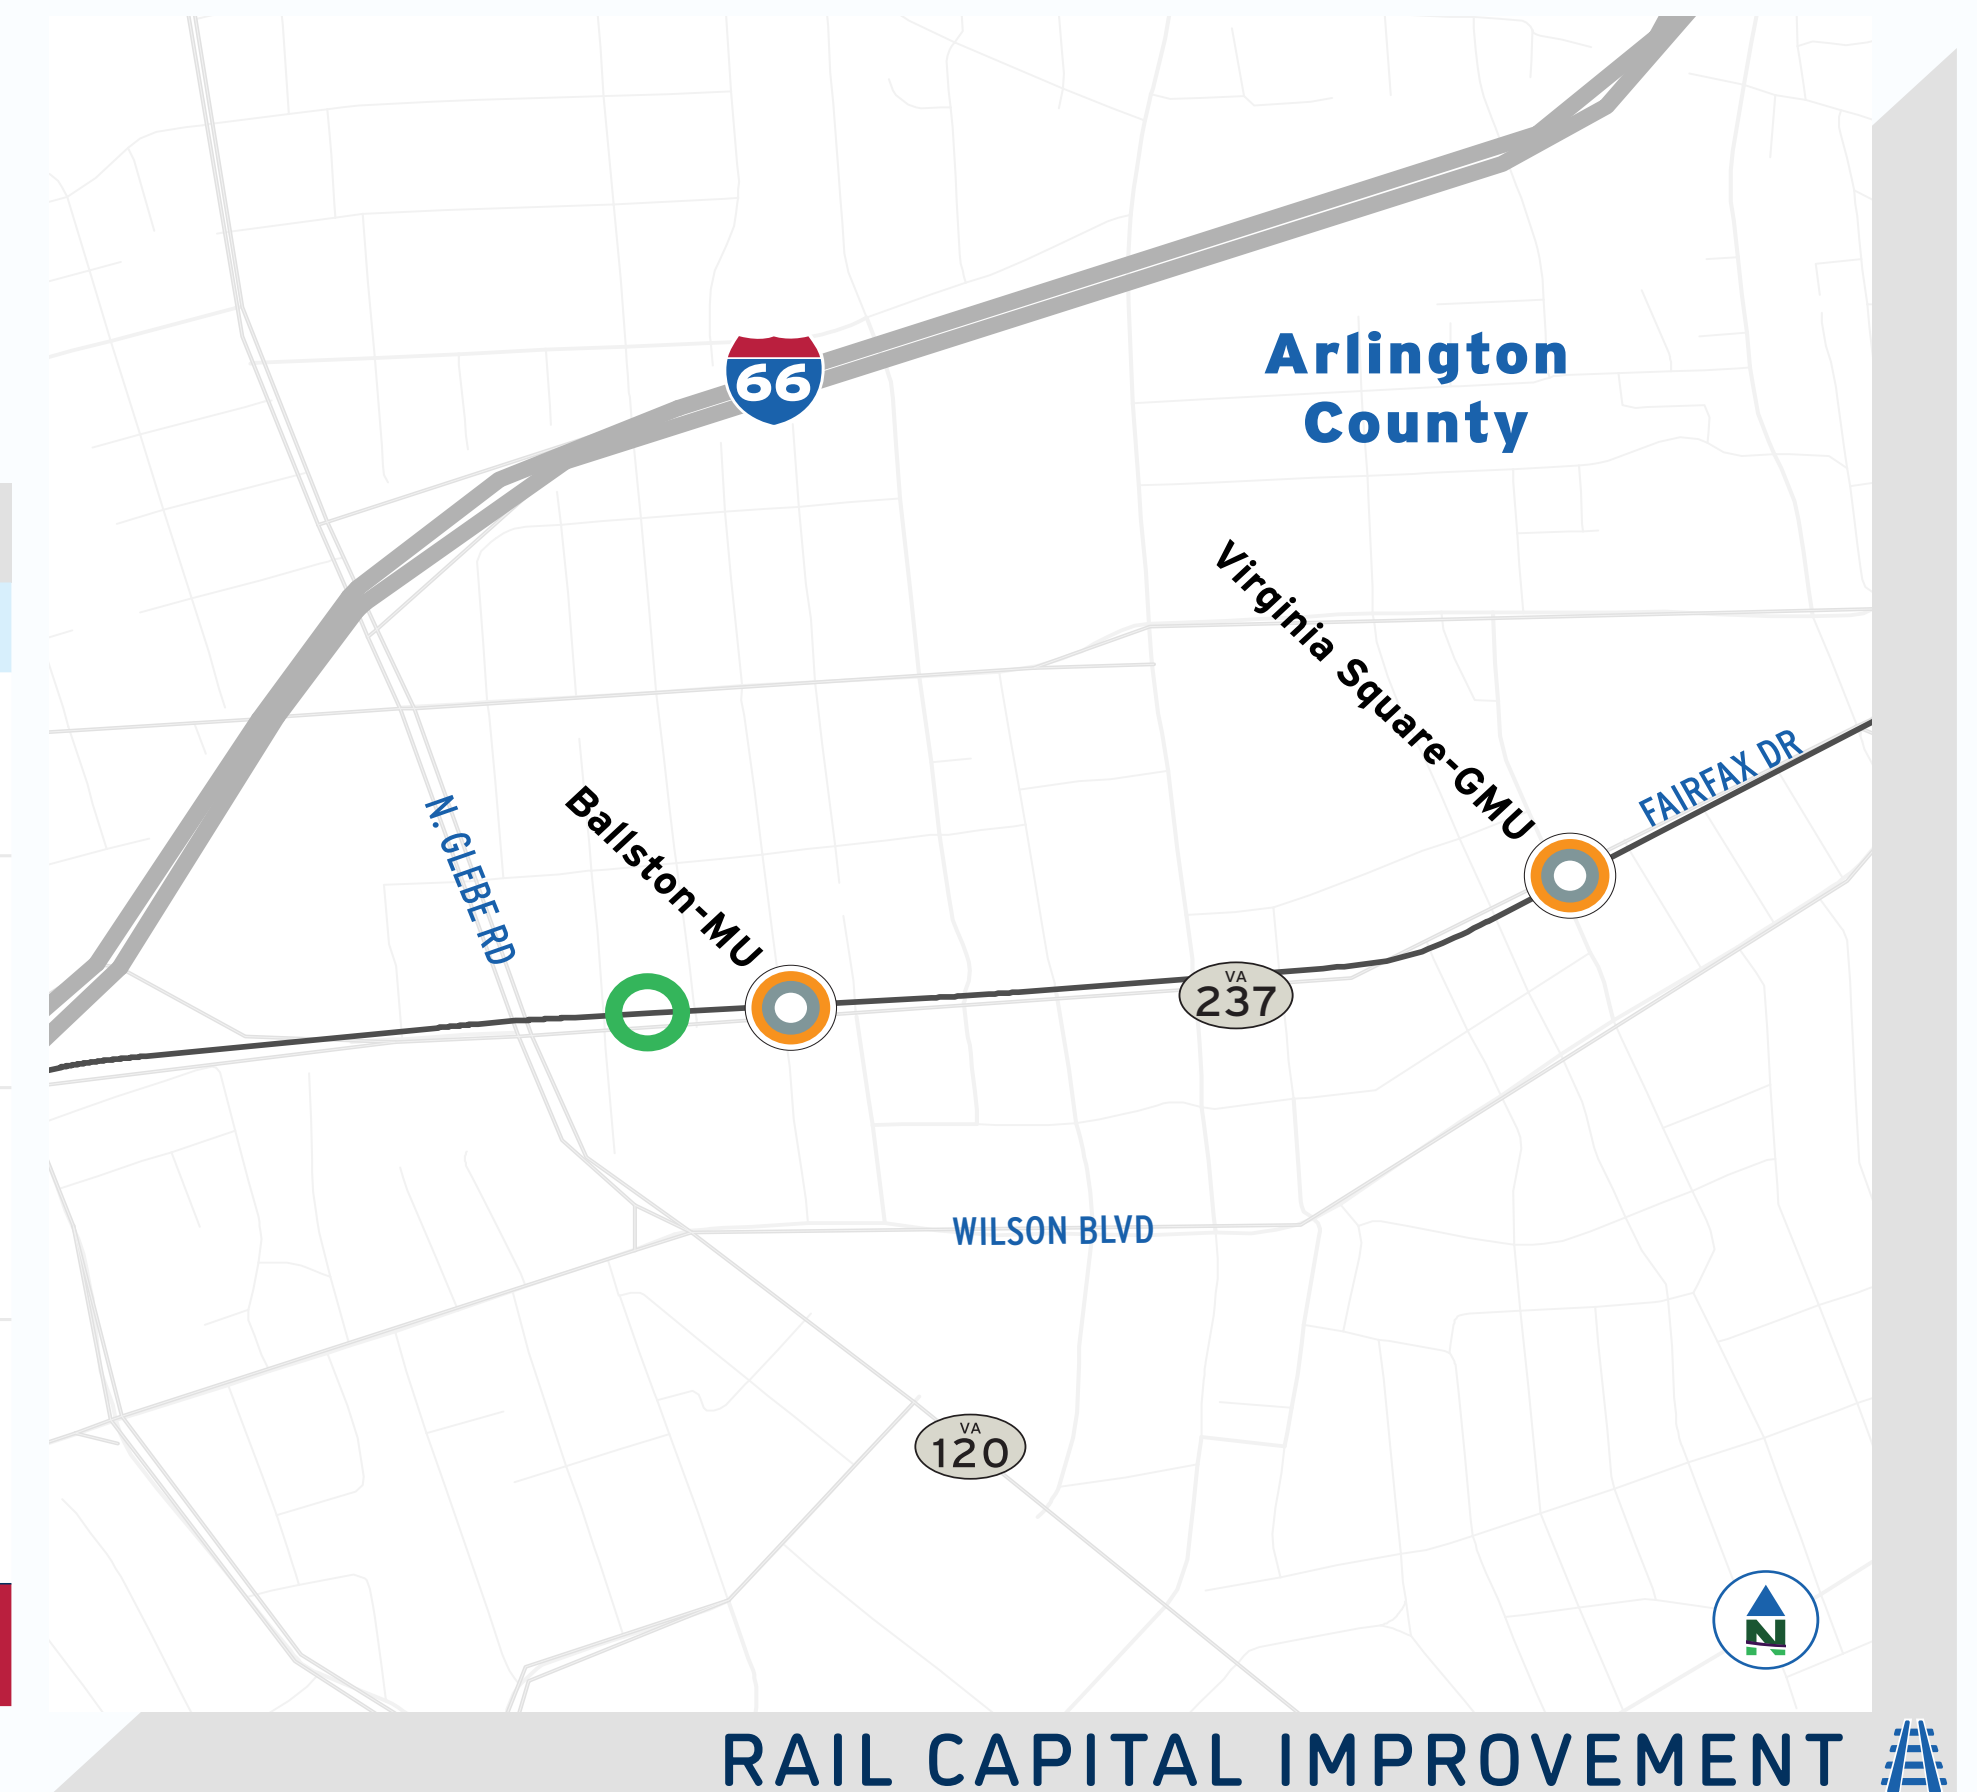 66
Arlington
County
Virginia Square-GMU
FAIRFAX DR
N. GLEBE RD
Ballston-MU
VA
237
WILSON BLVD
VA
120
N
RAIL CAPITAL IMPROVEMENT